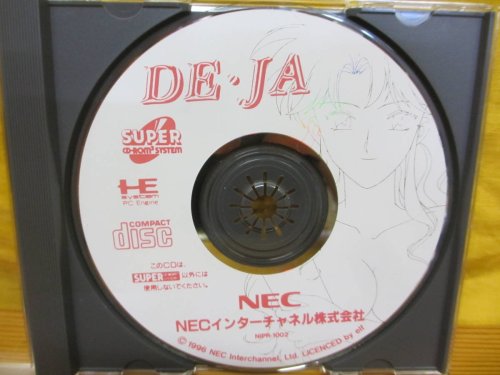 DE・JA
SUPER
CD-ROM² SYSTEM
HE
SYSTEM
PC Engine
COMPACT
disc
このCDは、
SUPER 以外には
使用しないでください。
NEC
NECインターチャネル株式会社
NIPR-1002
©1996 NEC Interchannel, Ltd. LICENCED by elf